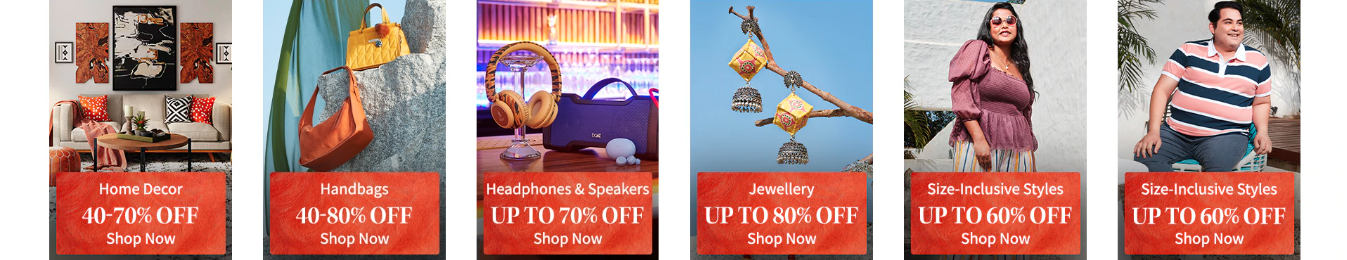 Home Decor
40-70% OFF
Shop Now
Handbags
40-80% OFF
Shop Now
boAt
Headphones & Speakers
UP TO 70% OFF
Shop Now
Jewellery
UP TO 80% OFF
Shop Now
Size-Inclusive Styles
UP TO 60% OFF
Shop Now
Size-Inclusive Styles
UP TO 60% OFF
Shop Now